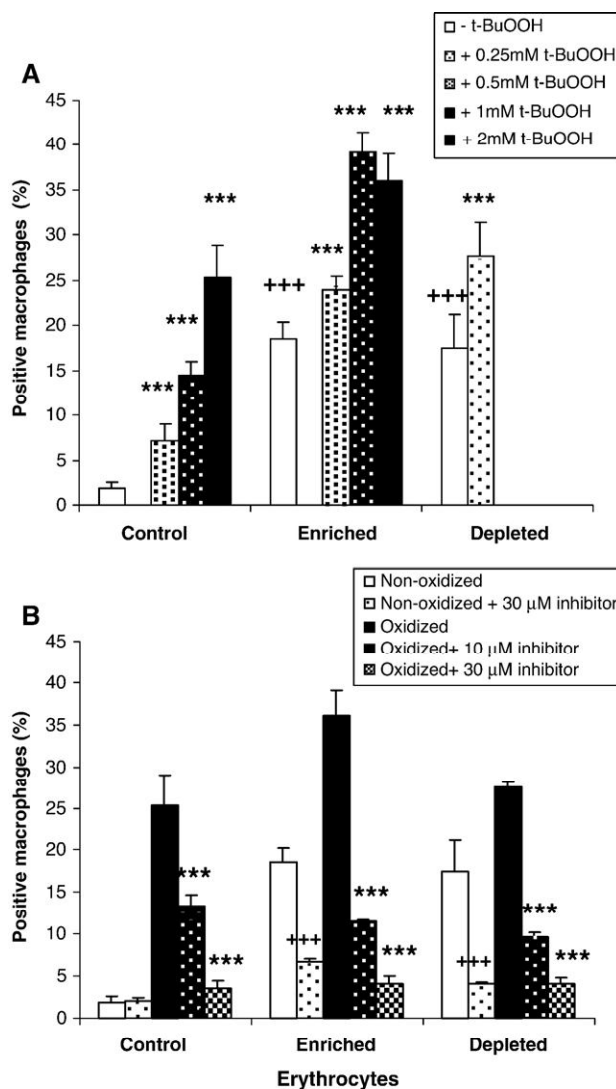 - t-BuOOH
+ 0.25mM t-BuOOH
+ 0.5mM t-BuOOH
+ 1mM t-BuOOH
+ 2mM t-BuOOH
A
Positive macrophages (%)
45
40
35
30
25
20
15
10
5
0
*** *** *** +++ *** *** *** +++ ***
Control Enriched Depleted
B
Non-oxidized
Non-oxidized + 30 µM inhibitor
Oxidized
Oxidized+ 10 µM inhibitor
Oxidized+ 30 µM inhibitor
Positive macrophages (%)
45
40
35
30
25
20
15
10
5
0
*** *** +++ *** *** +++ *** ***
Control Enriched Depleted
Erythrocytes